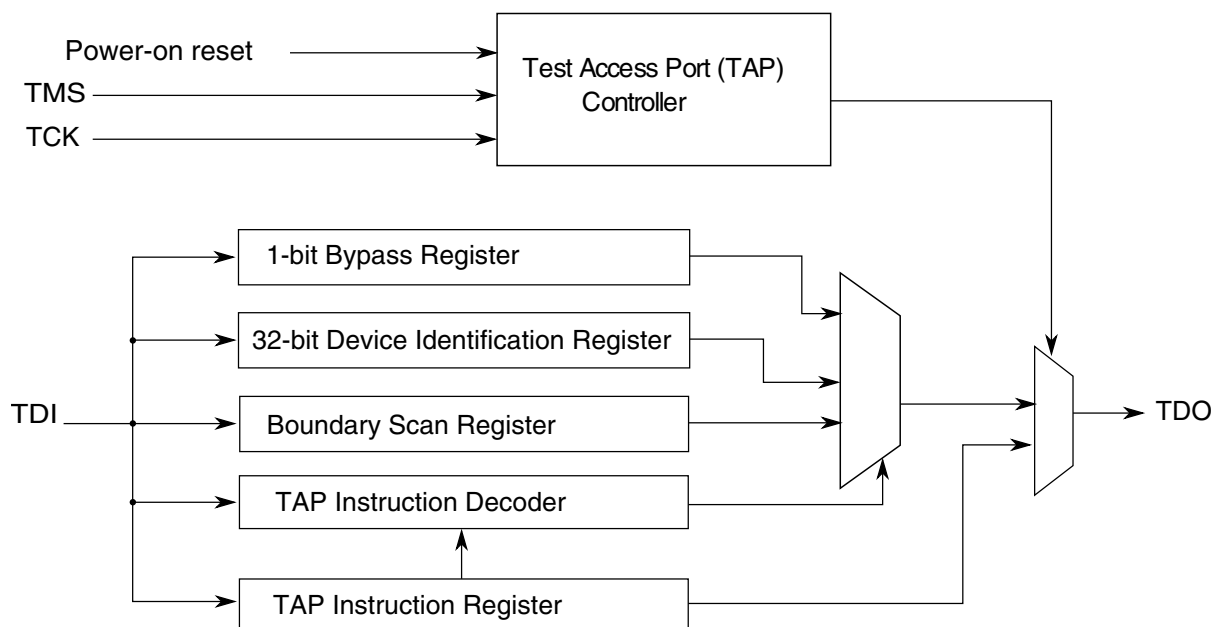 Power-on reset
Test Access Port (TAP)
Controller
TMS
TCK
1-bit Bypass Register
32-bit Device Identification Register
TDI
Boundary Scan Register
TDO
TAP Instruction Decoder
TAP Instruction Register